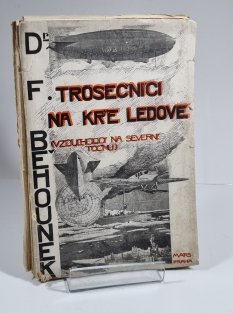 Dr.
F.
BĚHOUNEK
TROSEČNÍCI
NA KŘE LEDOVÉ
(VZDUCHOLODÍ NA SEVERNÍ
TOČNU)
MARS
PRAHA